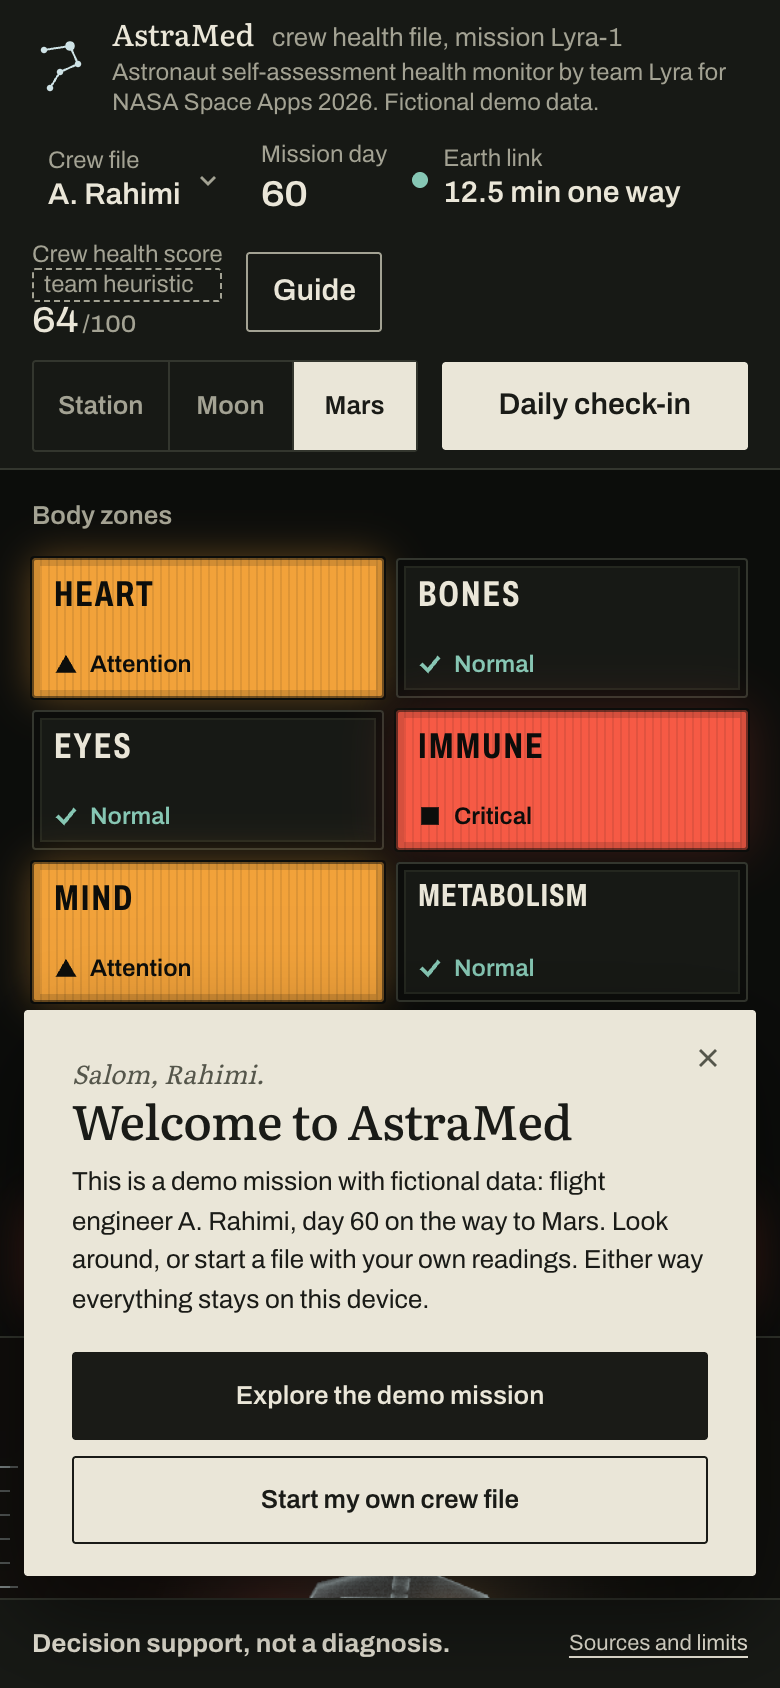 AstraMed crew health file, mission Lyra-1
Astronaut self-assessment health monitor by team Lyra for
NASA Space Apps 2026. Fictional demo data.
Crew file
A. Rahimi
Mission day
60
Earth link
12.5 min one way
Crew health score
team heuristic
64/100
Guide
Station
Moon
Mars
Daily check-in
Body zones
HEART
Attention
BONES
Normal
EYES
Normal
IMMUNE
Critical
MIND
Attention
METABOLISM
Normal
Salom, Rahimi.
Welcome to AstraMed
This is a demo mission with fictional data: flight
engineer A. Rahimi, day 60 on the way to Mars. Look
around, or start a file with your own readings. Either way
everything stays on this device.
Explore the demo mission
Start my own crew file
Decision support, not a diagnosis.
Sources and limits